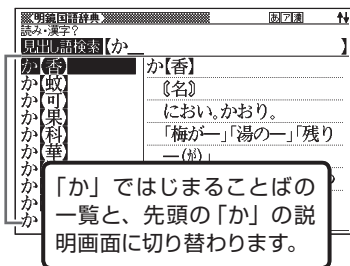 明鏡国語辞典
あア漢
読み・漢字?
見出し語検索【か＿ 】
か【香】
か【蚊】
か【可】
か【果】
か【科】
か【華】
か
か
か
か【香】
〘名〙
におい。かおり。
「梅が―」「湯の―」「残り
―(が)」
「か」ではじまることばの
一覧と、先頭の「か」の説
明画面に切り替わります。